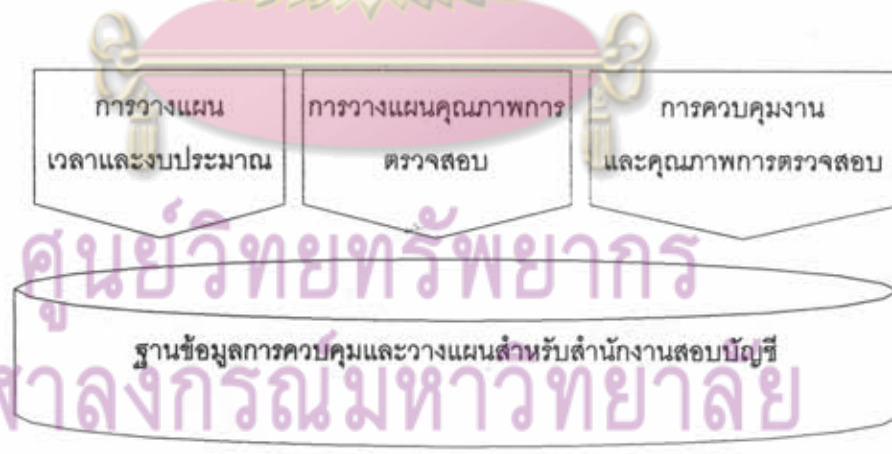 การวางแผน
เวลาและงบประมาณ
การวางแผนคุณภาพการ
ตรวจสอบ
การควบคุมงาน
และคุณภาพการตรวจสอบ
ศูนย์วิทยทรัพยากร
ฐานข้อมูลการควบคุมและวางแผนสำหรับสำนักงานสอบบัญชี
ฬาลงกรณ์มหาวิทยาลัย